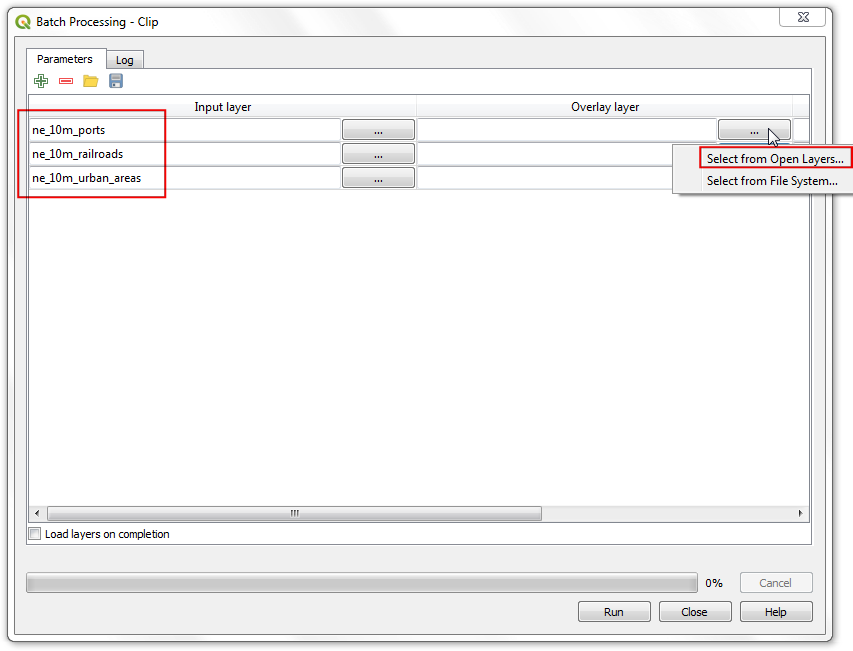 Batch Processing - Clip
Parameters Log
Input layer Overlay layer
ne_10m_ports ... ...
ne_10m_railroads ...
Select from Open Layers...
ne_10m_urban_areas ...
Select from File System...
Load layers on completion
0% Cancel
Run Close Help